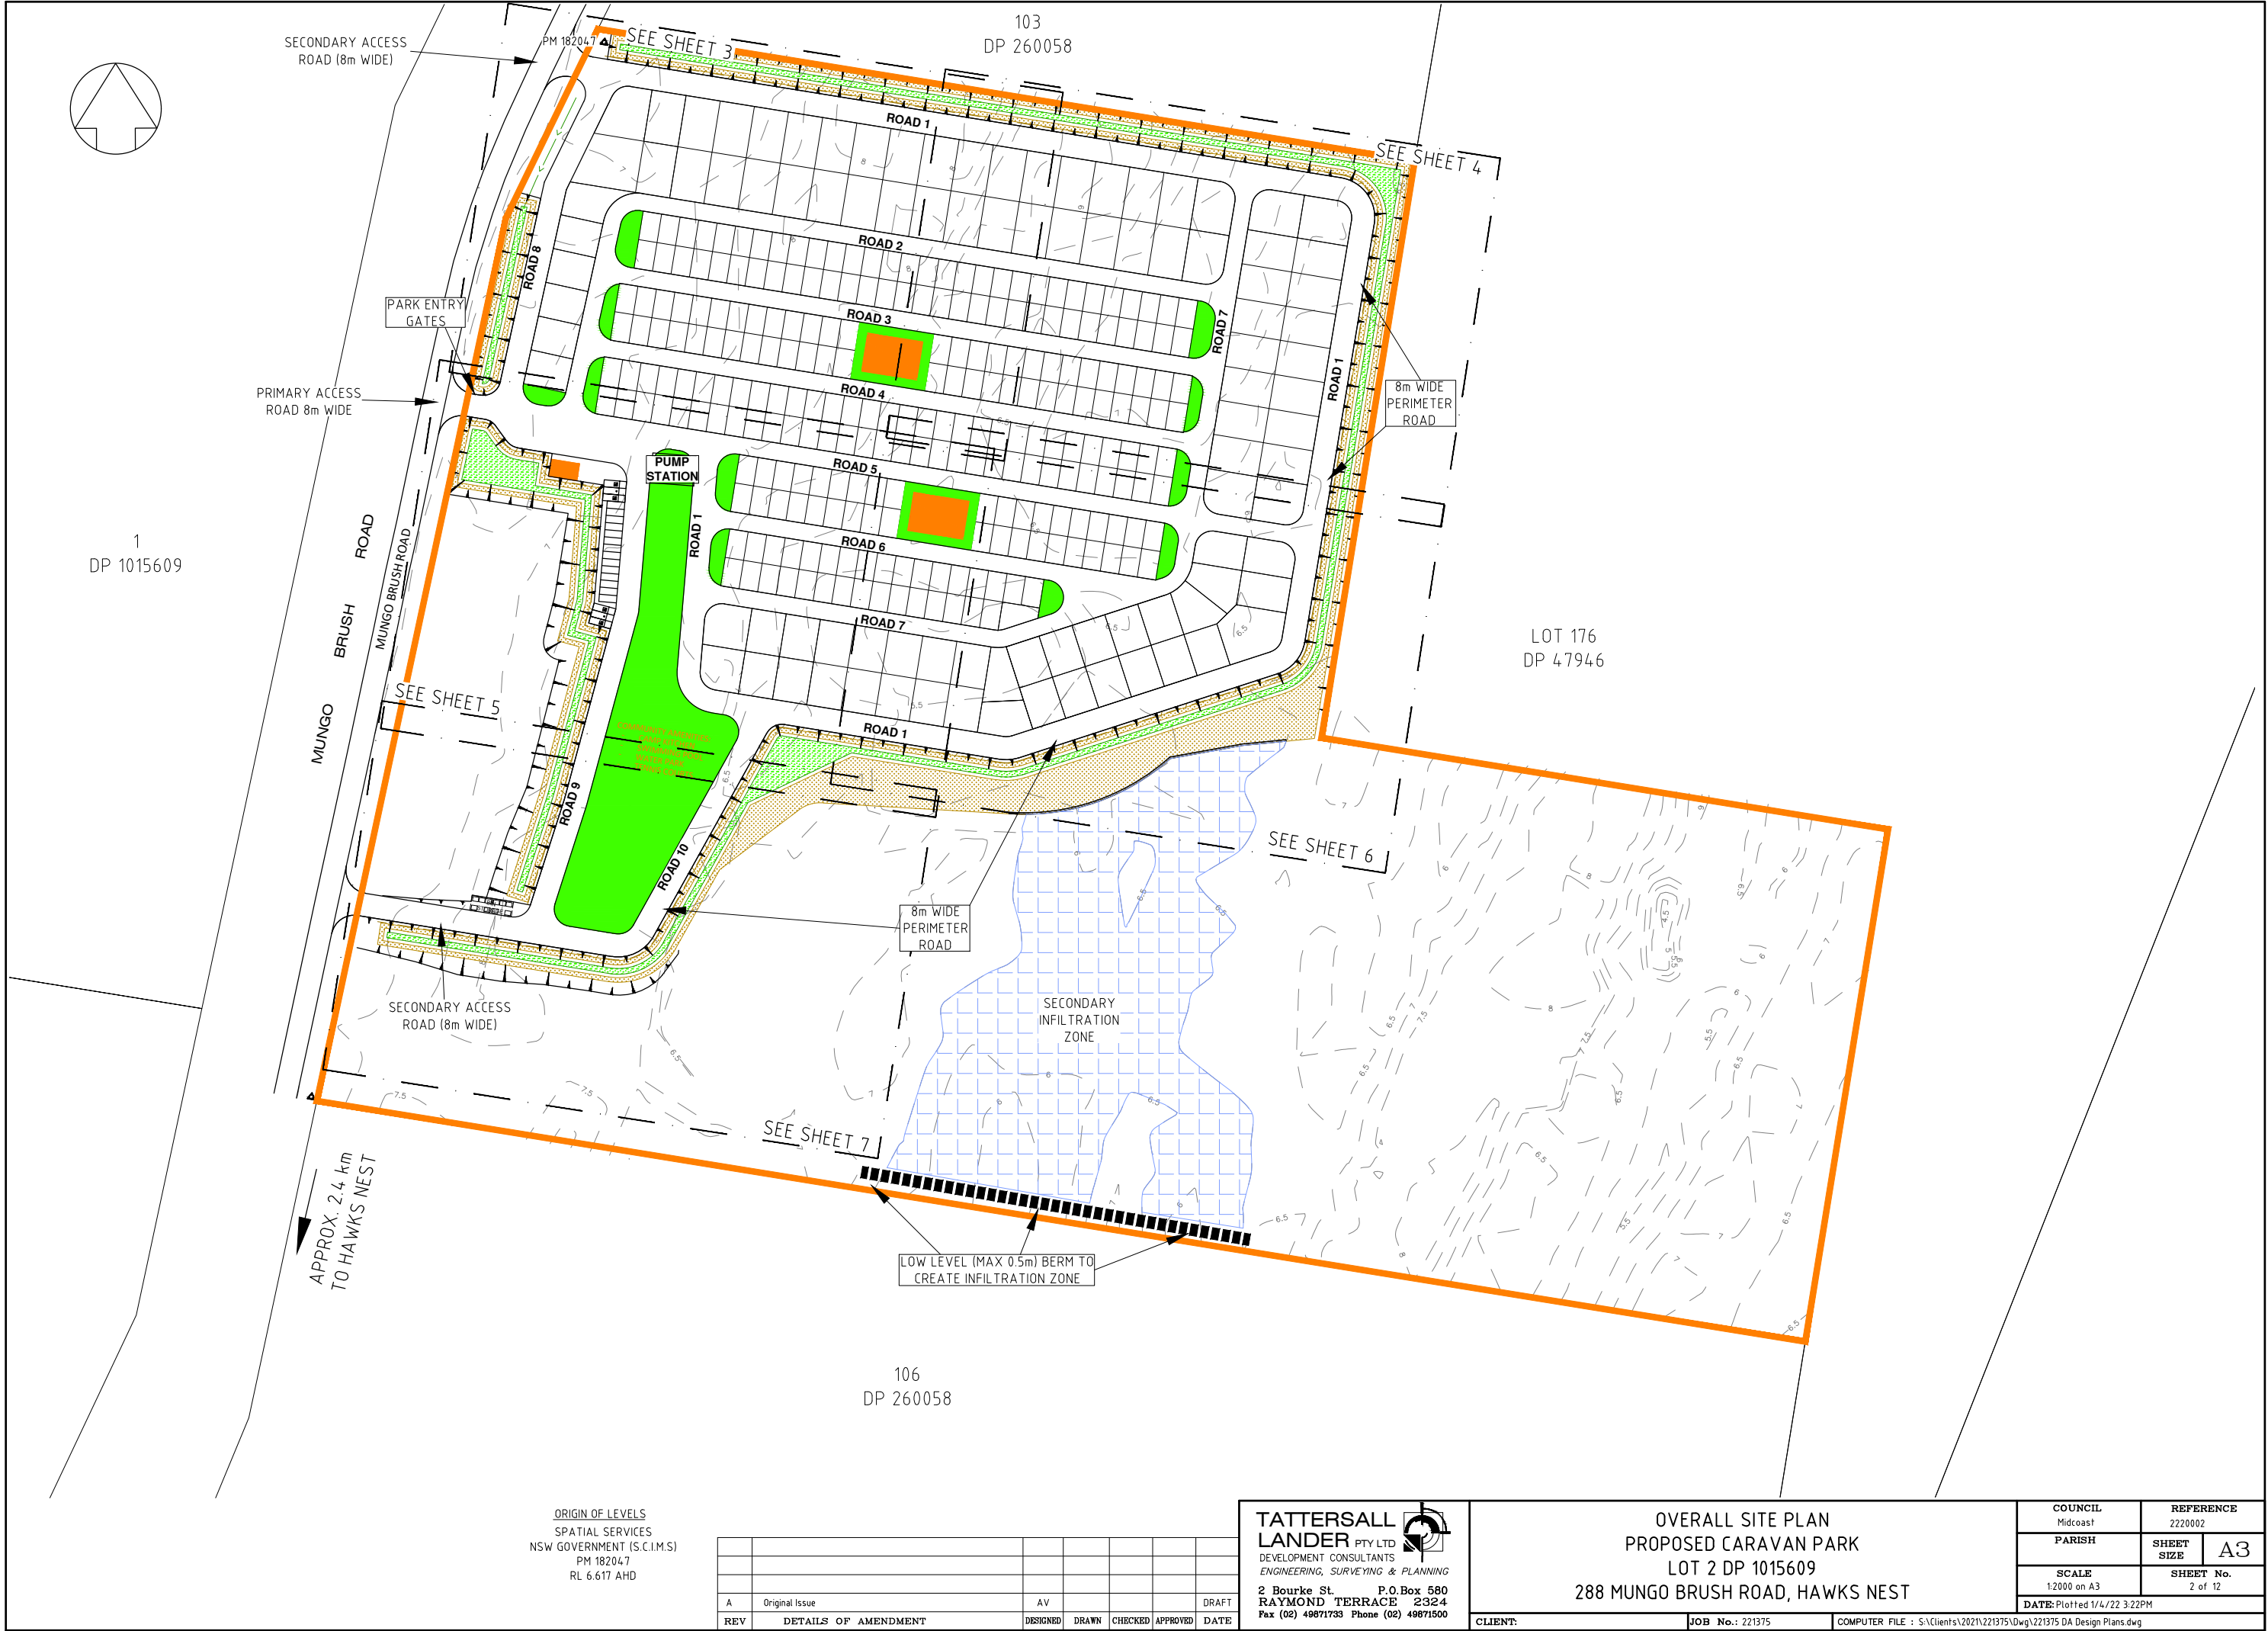 103
DP 260058
SECONDARY ACCESS
ROAD (8m WIDE)
PM 182047
SEE SHEET 3
SEE SHEET 4
ROAD 1
ROAD 2
ROAD 8
ROAD 3
ROAD 7
PARK ENTRY
GATES
ROAD 4
ROAD 1
PRIMARY ACCESS
ROAD 8m WIDE
8m WIDE
PERIMETER
ROAD
PUMP
STATION
ROAD 5
ROAD 1
ROAD 6
1
DP 1015609
MUNGO BRUSH ROAD
MUNGO BRUSH ROAD
ROAD 7
LOT 176
DP 47946
SEE SHEET 5
ROAD 1
ROAD 9
ROAD 10
SEE SHEET 6
8m WIDE
PERIMETER
ROAD
SECONDARY ACCESS
ROAD (8m WIDE)
SECONDARY
INFILTRATION
ZONE
SEE SHEET 7
APPROX. 2.4 km
TO HAWKS NEST
LOW LEVEL (MAX 0.5m) BERM TO
CREATE INFILTRATION ZONE
106
DP 260058
ORIGIN OF LEVELS
SPATIAL SERVICES
NSW GOVERNMENT (S.C.I.M.S)
PM 182047
RL 6.617 AHD
A Original Issue AV DRAFT
REV DETAILS OF AMENDMENT DESIGNED DRAWN CHECKED APPROVED DATE
TATTERSALL
LANDER PTY LTD
DEVELOPMENT CONSULTANTS
ENGINEERING, SURVEYING & PLANNING
2 Bourke St. P.O.Box 580
RAYMOND TERRACE 2324
Fax (02) 49871733 Phone (02) 49871500
OVERALL SITE PLAN
PROPOSED CARAVAN PARK
LOT 2 DP 1015609
288 MUNGO BRUSH ROAD, HAWKS NEST
CLIENT:
JOB No.: 221375
COMPUTER FILE : S:\Clients\2021\221375\Dwg\221375 DA Design Plans.dwg
COUNCIL
Midcoast
REFERENCE
2220002
PARISH
SHEET
SIZE
A3
SCALE
1:2000 on A3
SHEET No.
2 of 12
DATE: Plotted 1/4/22 3:22PM